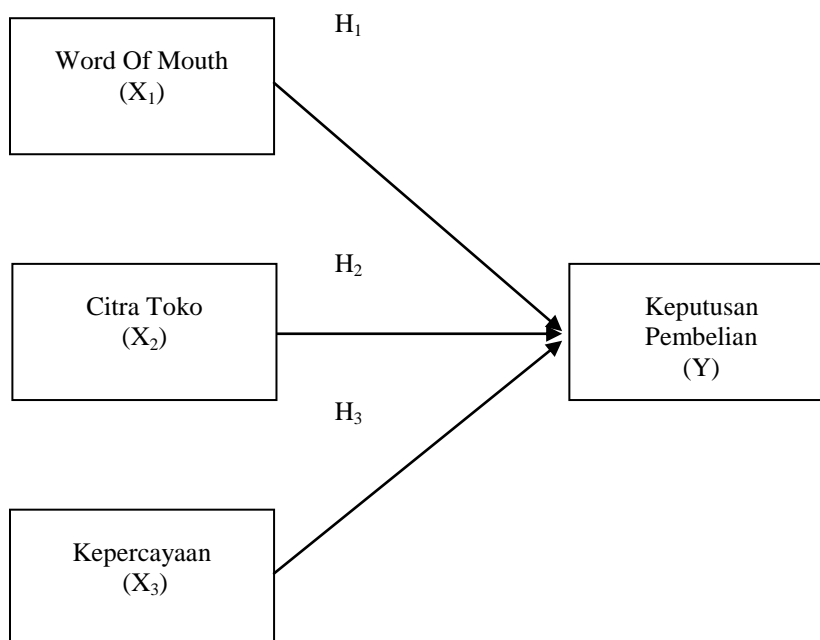 H₁
Word Of Mouth
(X₁)
H₂
Citra Toko
(X₂)
Keputusan
Pembelian
(Y)
H₃
Kepercayaan
(X₃)